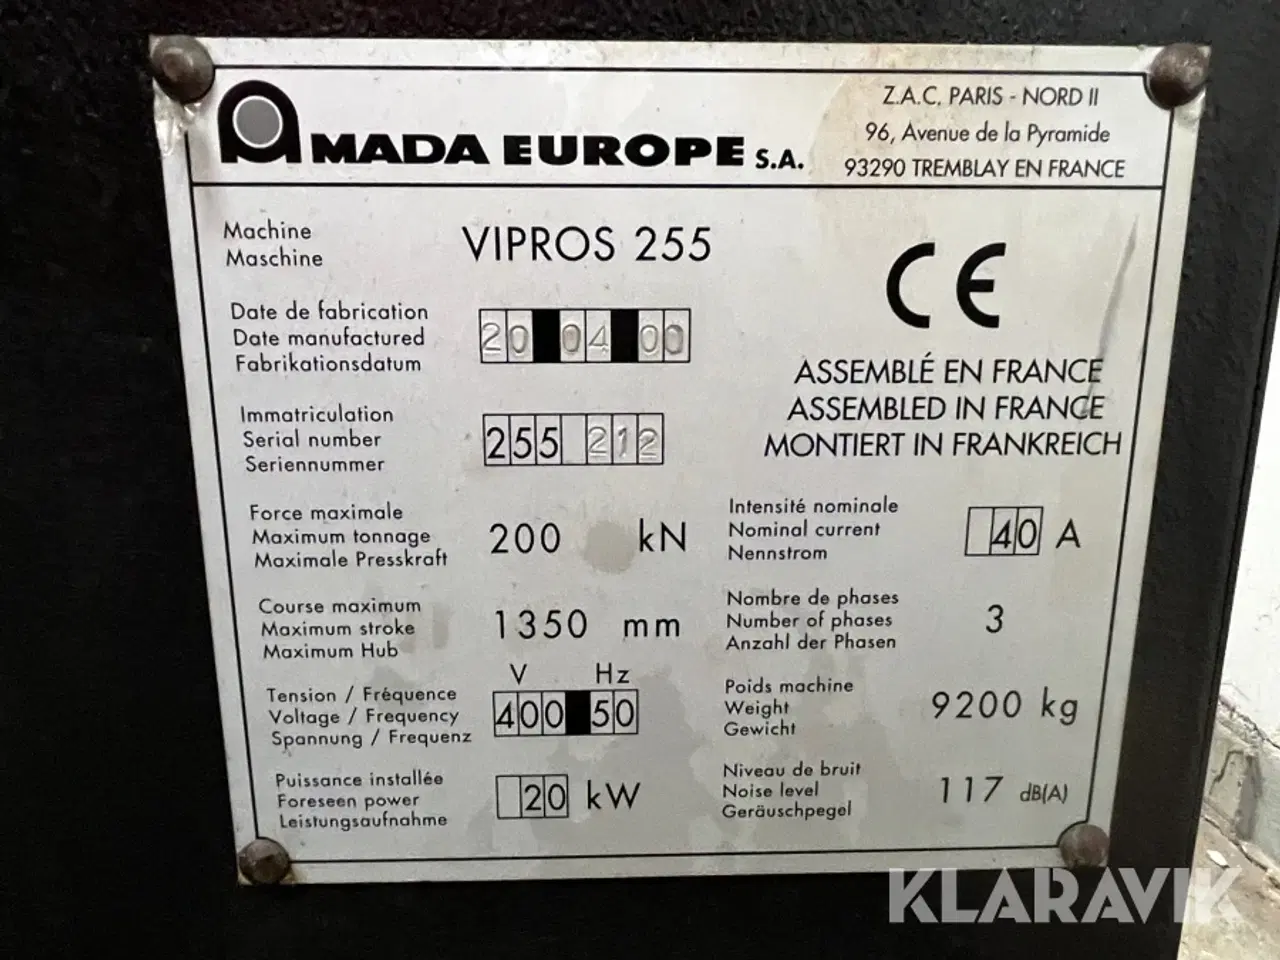 AMADA EUROPE S.A.
Z.A.C. PARIS - NORD II
96, Avenue de la Pyramide
93290 TREMBLAY EN FRANCE
Machine
Maschine
VIPROS 255
CE
Date de fabrication
Date manufactured
Fabrikationsdatum
20 04 00
ASSEMBLÉ EN FRANCE
ASSEMBLED IN FRANCE
MONTIERT IN FRANKREICH
Immatriculation
Serial number
Seriennummer
255 212
Force maximale
Maximum tonnage
Maximale Presskraft
200 kN
Intensité nominale
Nominal current
Nennstrom
40 A
Course maximum
Maximum stroke
Maximum Hub
1350 mm
Nombre de phases
Number of phases
Anzahl der Phasen
3
V Hz
Tension / Fréquence
Voltage / Frequency
Spannung / Frequenz
400 50
Poids machine
Weight
Gewicht
9200 kg
Puissance installée
Foreseen power
Leistungsaufnahme
20 kW
Niveau de bruit
Noise level
Geräuschpegel
117 dB(A)
KLARAVIK